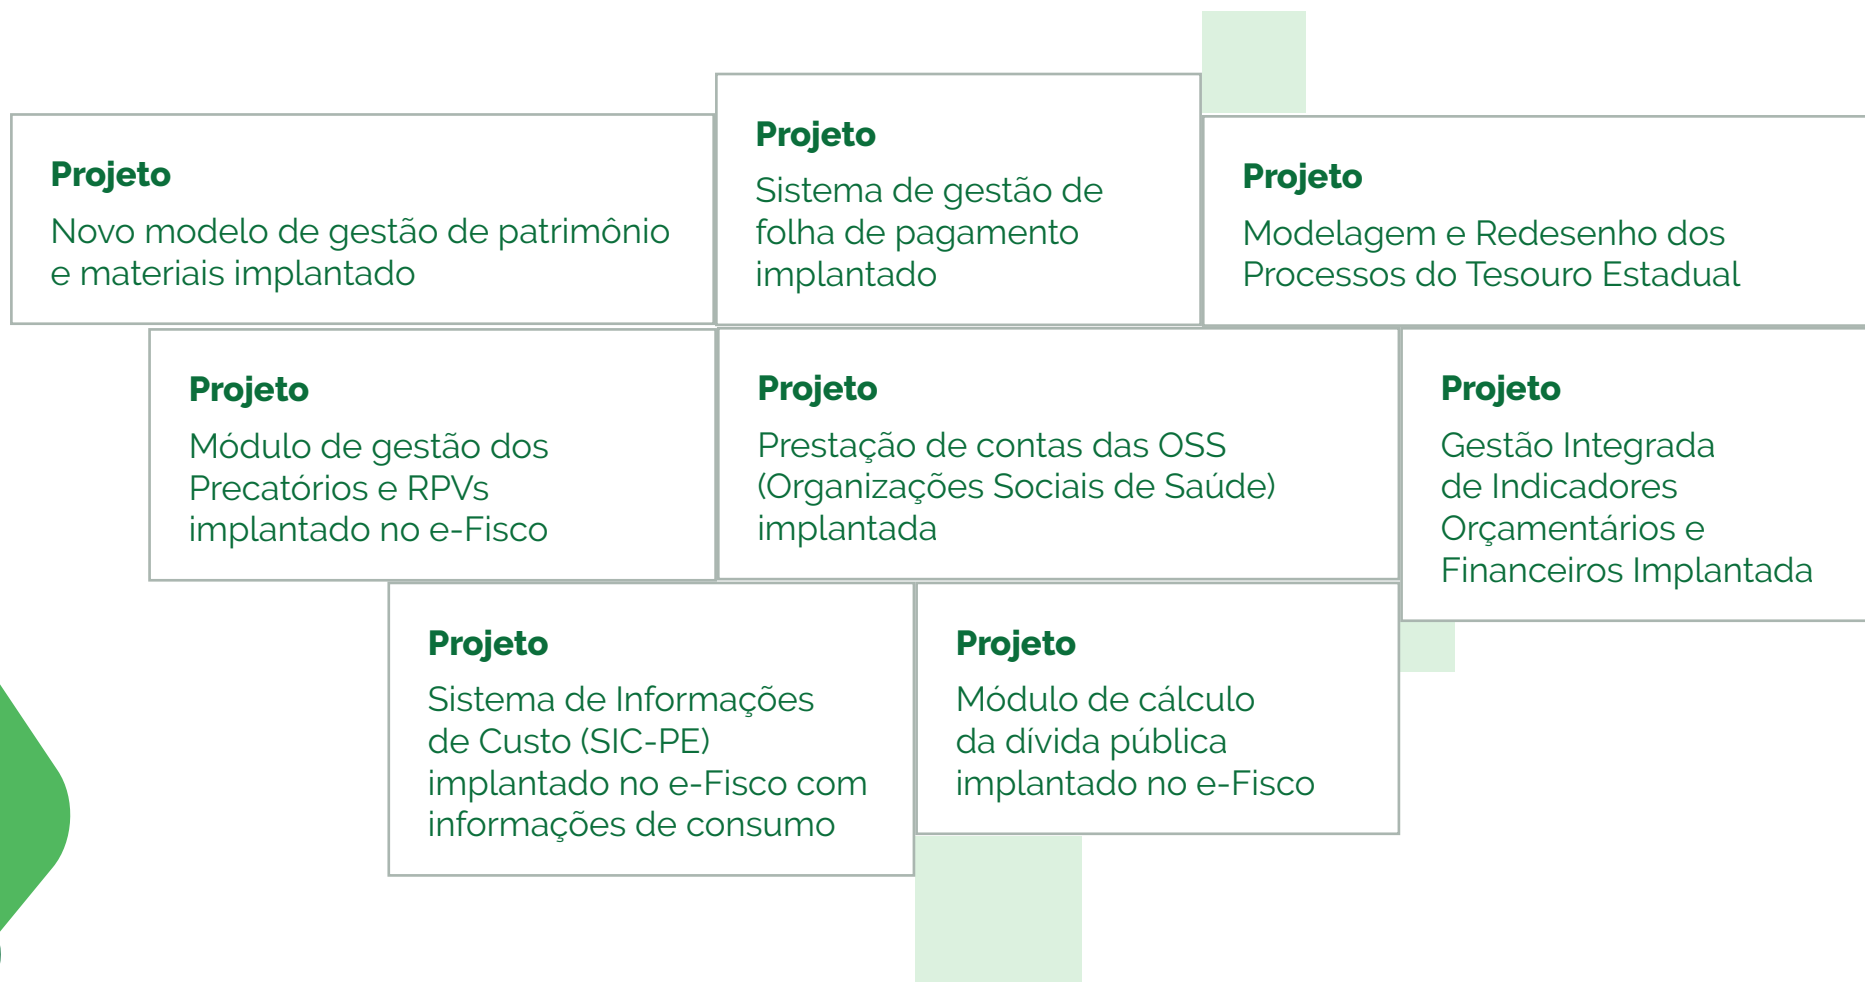 Projeto
Novo modelo de gestão de patrimônio
e materiais implantado
Projeto
Sistema de gestão de
folha de pagamento
implantado
Projeto
Modelagem e Redesenho dos
Processos do Tesouro Estadual
Projeto
Módulo de gestão dos
Precatórios e RPVs
implantado no e-Fisco
Projeto
Prestação de contas das OSS
(Organizações Sociais de Saúde)
implantada
Projeto
Gestão Integrada
de Indicadores
Orçamentários e
Financeiros Implantada
Projeto
Sistema de Informações
de Custo (SIC-PE)
implantado no e-Fisco com
informações de consumo
Projeto
Módulo de cálculo
da dívida pública
implantado no e-Fisco